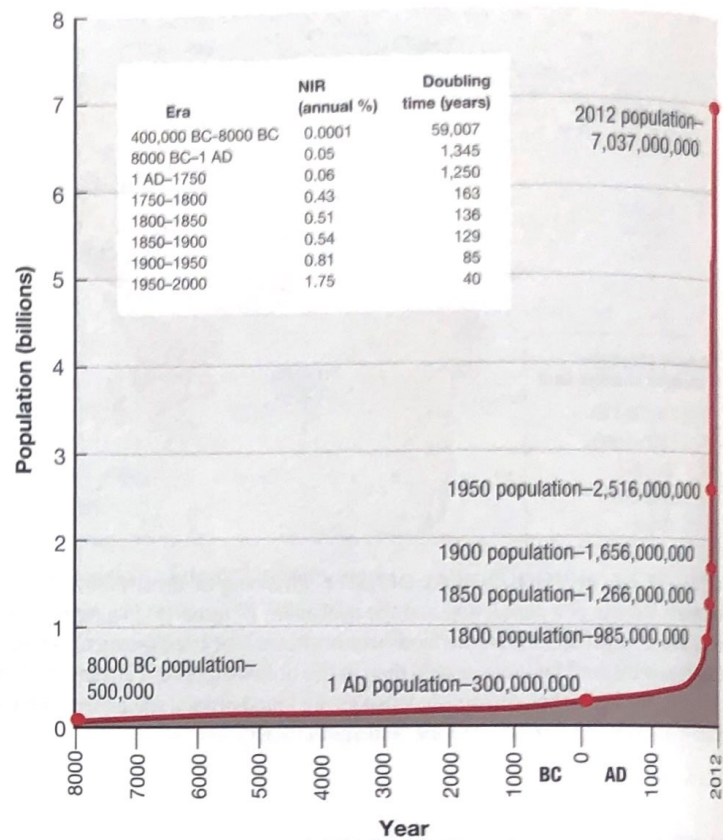 Population (billions)
8
7
6
5
4
3
2
1
0
Era
NIR
(annual %)
Doubling
time (years)
400,000 BC–8000 BC 0.0001 59,007
8000 BC–1 AD 0.05 1,345
1 AD–1750 0.06 1,250
1750–1800 0.43 163
1800–1850 0.51 136
1850–1900 0.54 129
1900–1950 0.81 85
1950–2000 1.75 40
2012 population–
7,037,000,000
1950 population–2,516,000,000
1900 population–1,656,000,000
1850 population–1,266,000,000
1800 population–985,000,000
8000 BC population–
500,000
1 AD population–300,000,000
8000
7000
6000
5000
4000
3000
2000
1000
BC
0
AD
1000
2012
Year